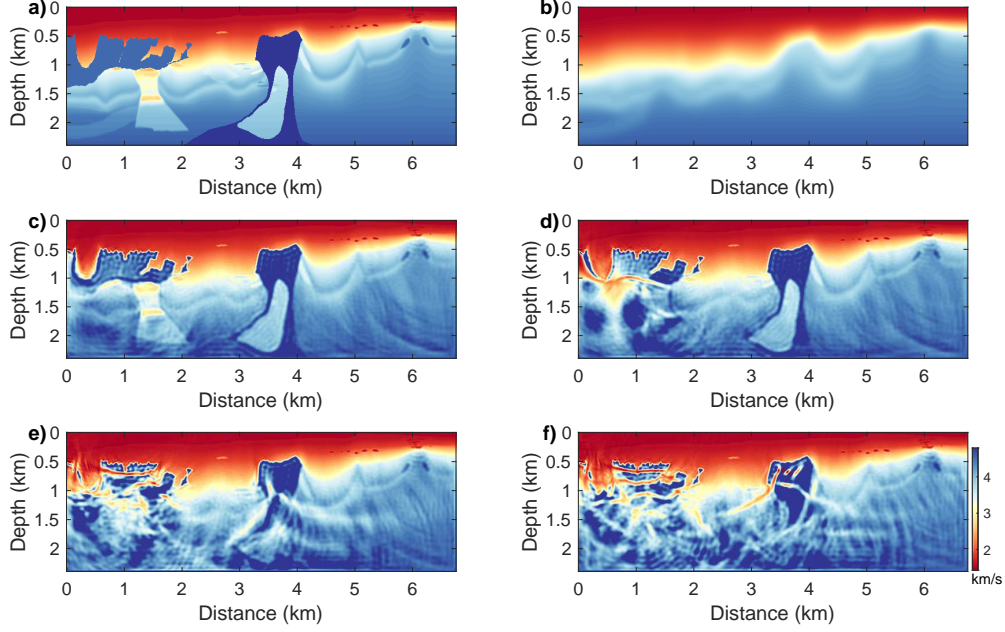 a) b)
0 0
0.5 0.5
1 1
1.5 1.5
2 2
Depth (km) Depth (km)
0 1 2 3 4 5 6 0 1 2 3 4 5 6
Distance (km) Distance (km)
c) d)
0 0
0.5 0.5
1 1
1.5 1.5
2 2
Depth (km) Depth (km)
0 1 2 3 4 5 6 0 1 2 3 4 5 6
Distance (km) Distance (km)
e) f)
0 0
0.5 0.5
1 1
1.5 1.5
2 2
Depth (km) Depth (km)
4
3
2
km/s
0 1 2 3 4 5 6 0 1 2 3 4 5 6
Distance (km) Distance (km)